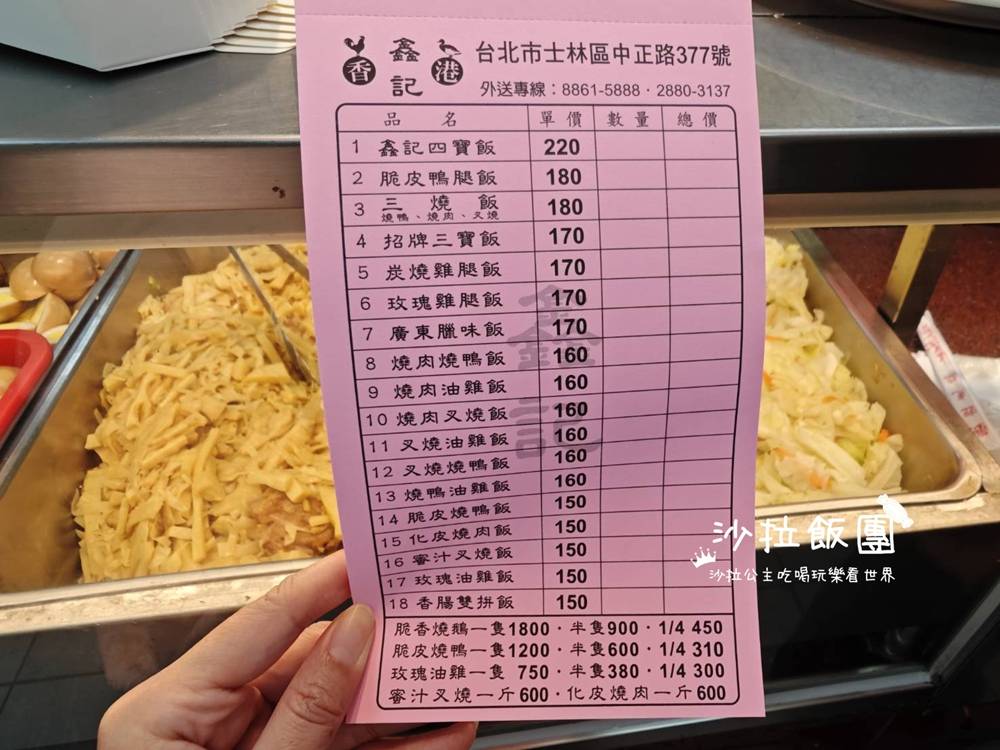 香 鑫記 港
台北市士林區中正路377號
外送專線：8861-5888．2880-3137
品 名 單 價 數 量 總 價
1 鑫記四寶飯 220
2 脆皮鴨腿飯 180
3 三燒飯 180
燒鴨、燒肉、叉燒
4 招牌三寶飯 170
5 炭燒雞腿飯 170
6 玫瑰雞腿飯 170
7 廣東臘味飯 170
8 燒肉燒鴨飯 160
9 燒肉油雞飯 160
10 燒肉叉燒飯 160
11 叉燒油雞飯 160
12 叉燒燒鴨飯 160
13 燒鴨油雞飯 160
14 脆皮燒鴨飯 150
15 化皮燒肉飯 150
16 蜜汁叉燒飯 150
17 玫瑰油雞飯 150
18 香腸雙拼飯 150
鑫記
脆香燒鵝一隻1800．半隻900．1/4 450
脆皮燒鴨一隻1200．半隻600．1/4 310
玫瑰油雞一隻 750．半隻380．1/4 300
蜜汁叉燒一斤600．化皮燒肉一斤600
沙拉飯團
沙拉公主吃喝玩樂看世界